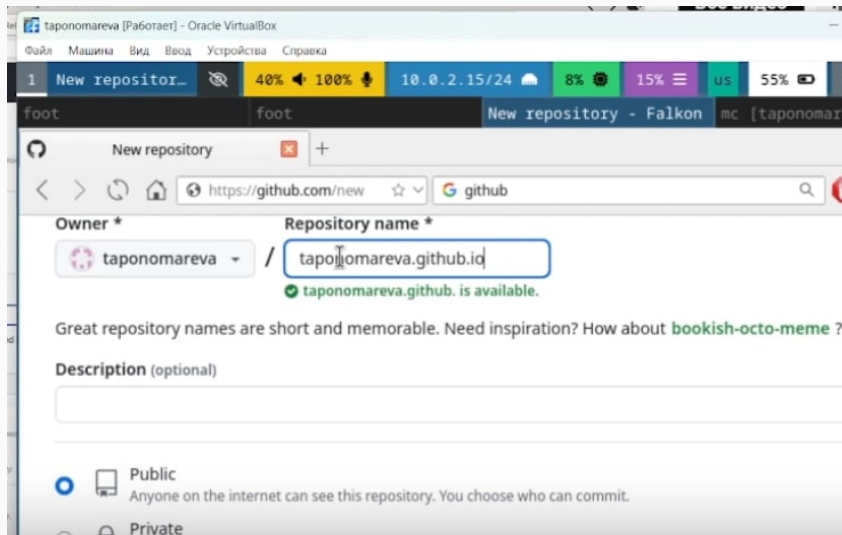 taponomareva [Работает] - Oracle VirtualBox
Файл Машина Вид Ввод Устройства Справка
1 New repositor… 40% 100% 10.0.2.15/24 8% 15% us 55%
foot foot New repository - Falkon mc [taponomar
New repository
https://github.com/new github
Owner * Repository name *
taponomareva / taponomareva.github.io
taponomareva.github. is available.
Great repository names are short and memorable. Need inspiration? How about bookish-octo-meme ?
Description (optional)
Public
Anyone on the internet can see this repository. You choose who can commit.
Private